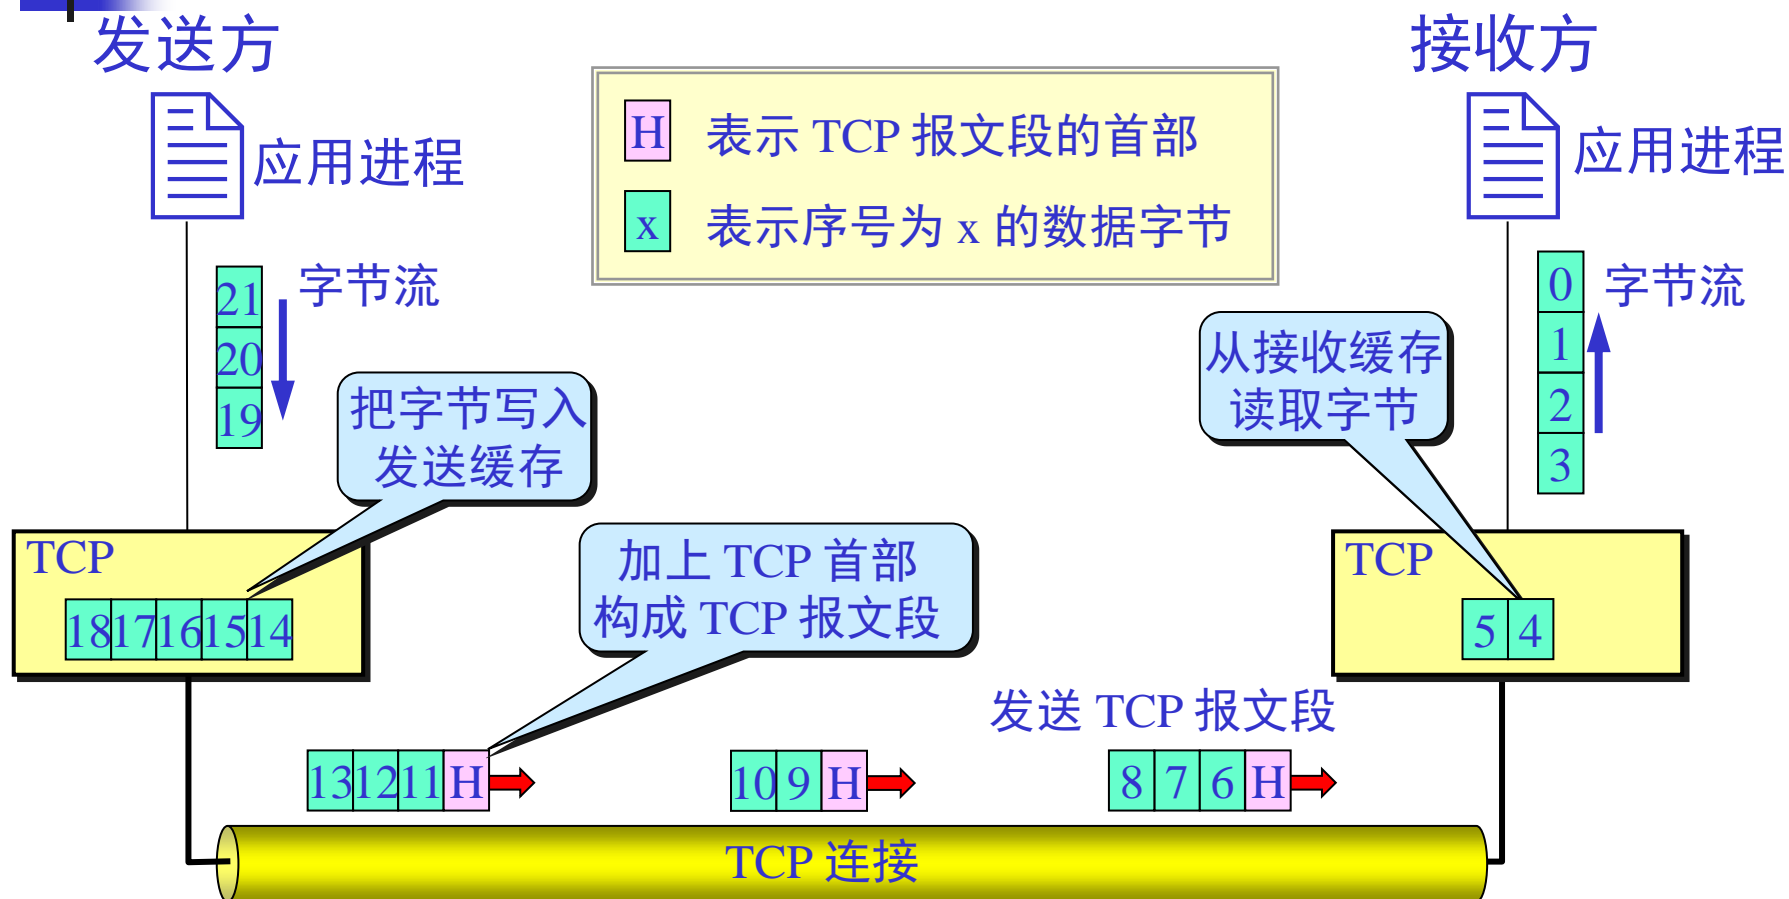 发送方
接收方
H 表示 TCP 报文段的首部
x 表示序号为 x 的数据字节
应用进程
应用进程
21
20
19
字节流
0
1
2
3
字节流
把字节写入
发送缓存
从接收缓存
读取字节
TCP
18 17 16 15 14
加上 TCP 首部
构成 TCP 报文段
TCP
5 4
发送 TCP 报文段
13 12 11 H
10 9 H
8 7 6 H
TCP 连接